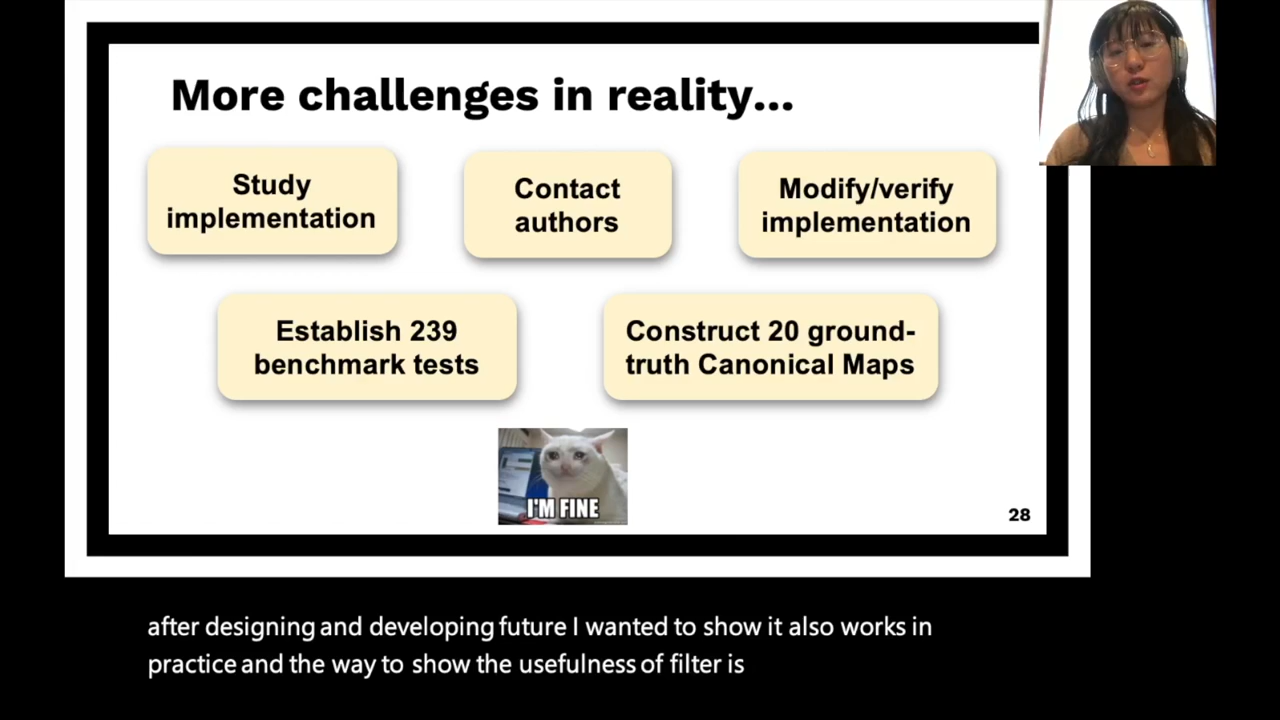 More challenges in reality...
Study
implementation
Contact
authors
Modify/verify
implementation
Establish 239
benchmark tests
Construct 20 ground-
truth Canonical Maps
I'M FINE
28
after designing and developing future I wanted to show it also works in
practice and the way to show the usefulness of filter is